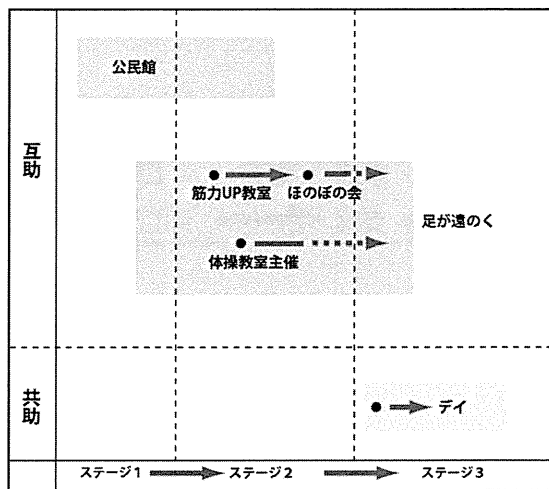 公民館
互助
筋力UP教室
ほのぼの会
足が遠のく
体操教室主催
共助
デイ
ステージ1
ステージ2
ステージ3